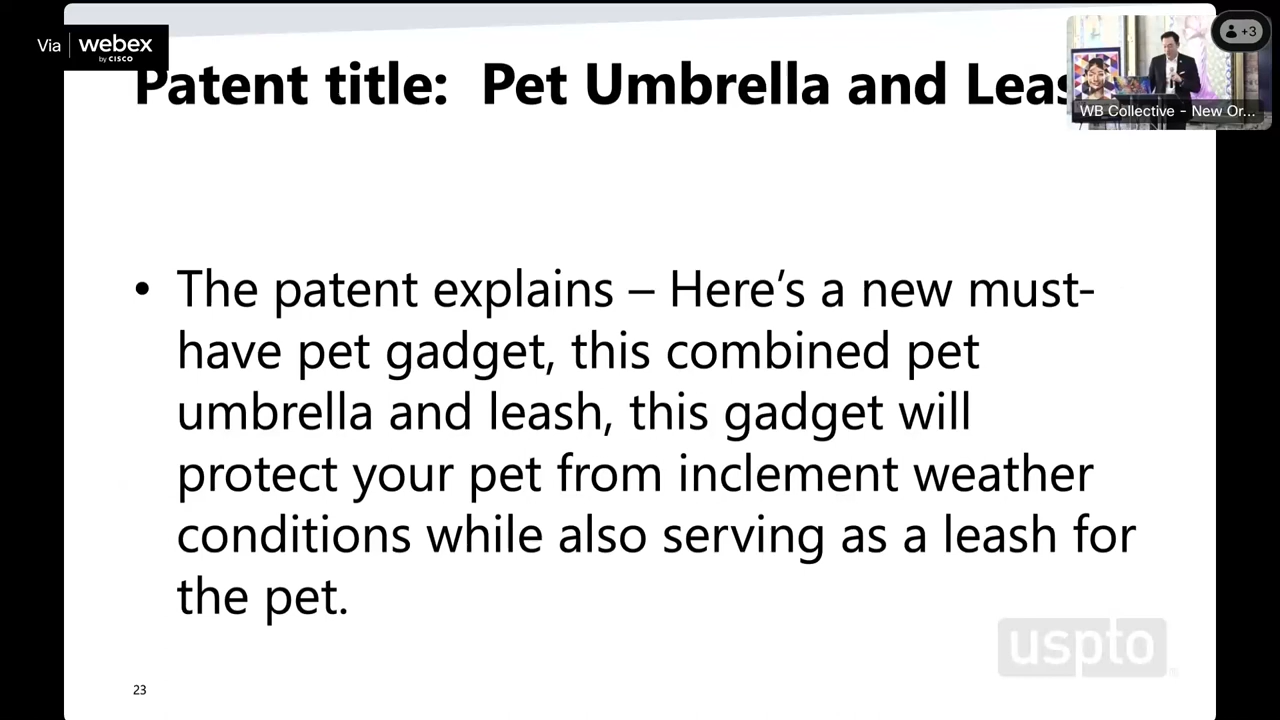 Via webex
by CISCO
+3
Patent title: Pet Umbrella and Leas
WB Collective - New Or...
• The patent explains – Here’s a new must-
have pet gadget, this combined pet
umbrella and leash, this gadget will
protect your pet from inclement weather
conditions while also serving as a leash for
the pet.
uspto
23